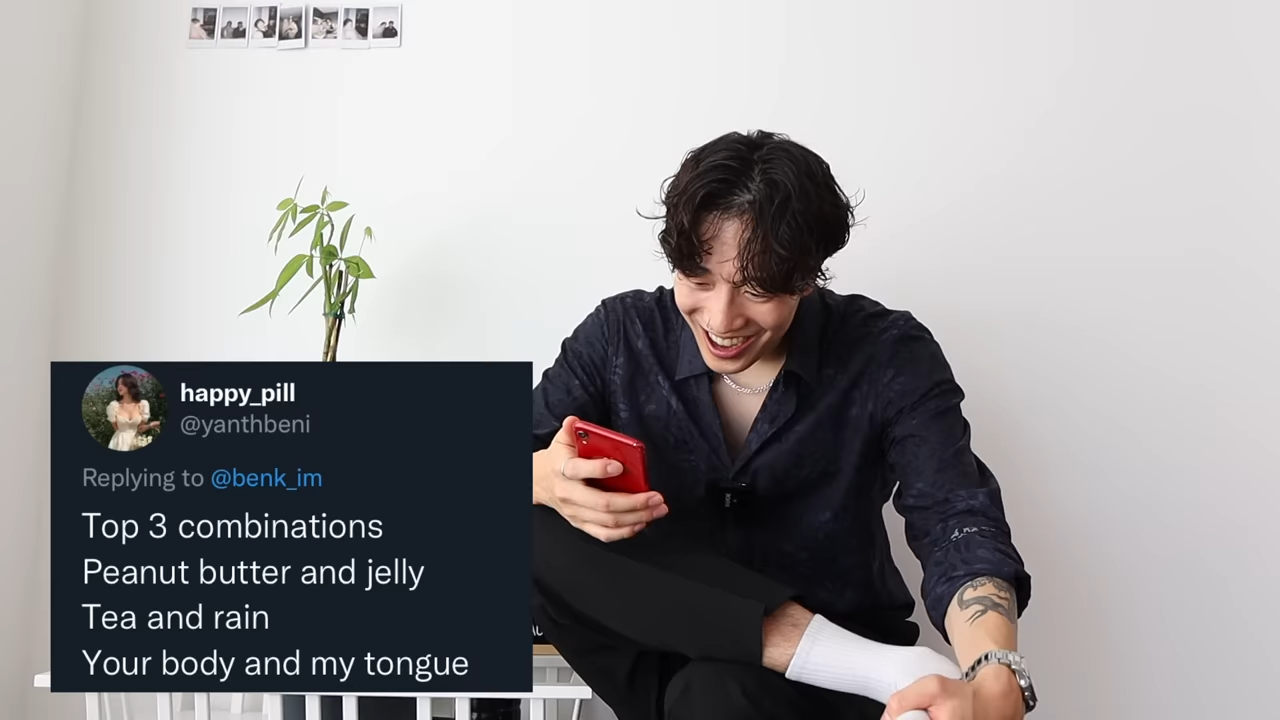 happy_pill
@yanthbeni
Replying to @benk_im
Top 3 combinations
Peanut butter and jelly
Tea and rain
Your body and my tongue